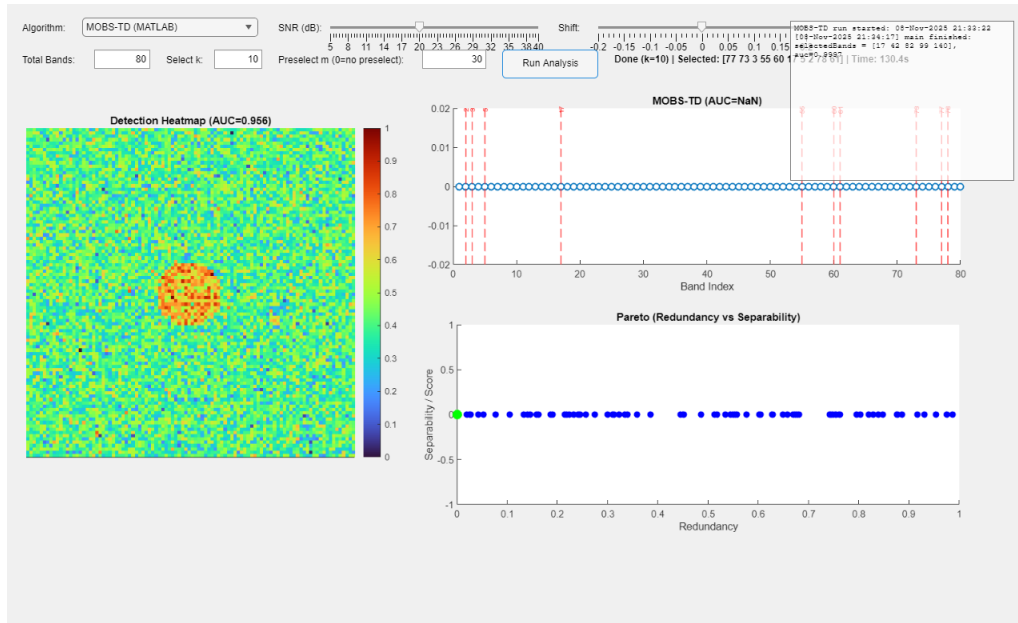 Algorithm: MOBS-TD (MATLAB) SNR (dB): Shift:
5 8 11 14 17 20 23 26 29 32 35 3840 -0.2 -0.15 -0.1 -0.05 0 0.05 0.1 0.15
MOBS-TD run started: 08-Nov-2025 21:33:22
[08-Nov-2025 21:34:17] main finished:
selectedBands = [17 42 82 99 140],
auc=0.9987
Total Bands: 80 Select k: 10 Preselect m (0=no preselect): 30 Run Analysis Done (k=10) | Selected: [77 73 3 55 60 17 5 2 78 61] | Time: 130.4s
Detection Heatmap (AUC=0.956)
1
0.9
0.8
0.7
0.6
0.5
0.4
0.3
0.2
0.1
0
MOBS-TD (AUC=NaN)
0.02
0.01
0
-0.01
-0.02
0 10 20 30 40 50 60 70 80
Band Index
Pareto (Redundancy vs Separability)
Separability / Score
1
0.5
0
-0.5
-1
0 0.1 0.2 0.3 0.4 0.5 0.6 0.7 0.8 0.9 1
Redundancy